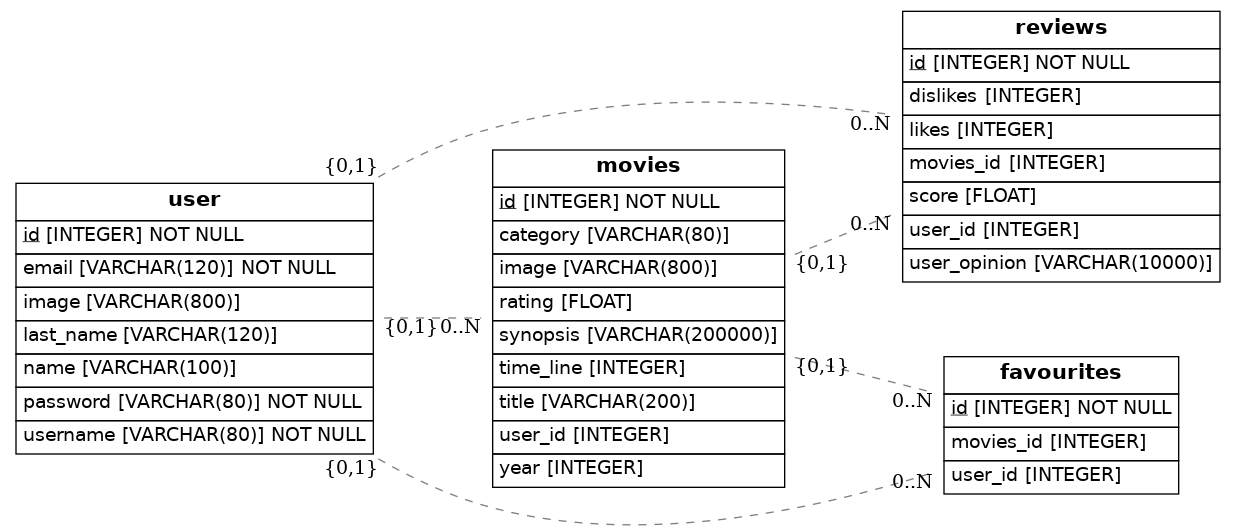 user
id [INTEGER] NOT NULL
email [VARCHAR(120)] NOT NULL
image [VARCHAR(800)]
last_name [VARCHAR(120)]
name [VARCHAR(100)]
password [VARCHAR(80)] NOT NULL
username [VARCHAR(80)] NOT NULL
movies
id [INTEGER] NOT NULL
category [VARCHAR(80)]
image [VARCHAR(800)]
rating [FLOAT]
synopsis [VARCHAR(200000)]
time_line [INTEGER]
title [VARCHAR(200)]
user_id [INTEGER]
year [INTEGER]
reviews
id [INTEGER] NOT NULL
dislikes [INTEGER]
likes [INTEGER]
movies_id [INTEGER]
score [FLOAT]
user_id [INTEGER]
user_opinion [VARCHAR(10000)]
favourites
id [INTEGER] NOT NULL
movies_id [INTEGER]
user_id [INTEGER]
{0,1}
0..N
{0,1}
0..N
{0,1}
0..N
{0,1}
0..N
{0,1}
0..N